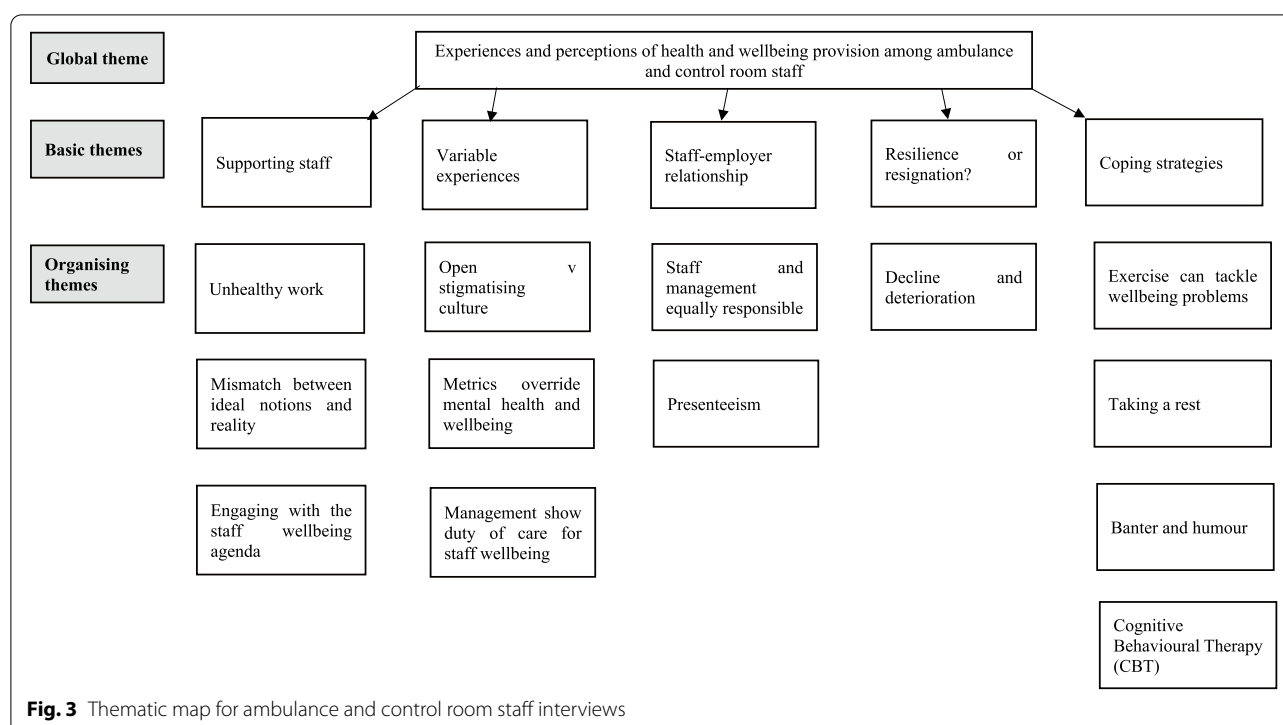 Global theme
Experiences and perceptions of health and wellbeing provision among ambulance
and control room staff
Basic themes
Supporting staff
Variable
experiences
Staff-employer
relationship
Resilience or
resignation?
Coping strategies
Organising
themes
Unhealthy work
Open v
stigmatising
culture
Staff and
management
equally responsible
Decline and
deterioration
Exercise can tackle
wellbeing problems
Mismatch between
ideal notions and
reality
Metrics override
mental health and
wellbeing
Presenteeism
Taking a rest
Engaging with the
staff wellbeing
agenda
Management show
duty of care for
staff wellbeing
Banter and humour
Cognitive
Behavioural Therapy
(CBT)
Fig. 3 Thematic map for ambulance and control room staff interviews